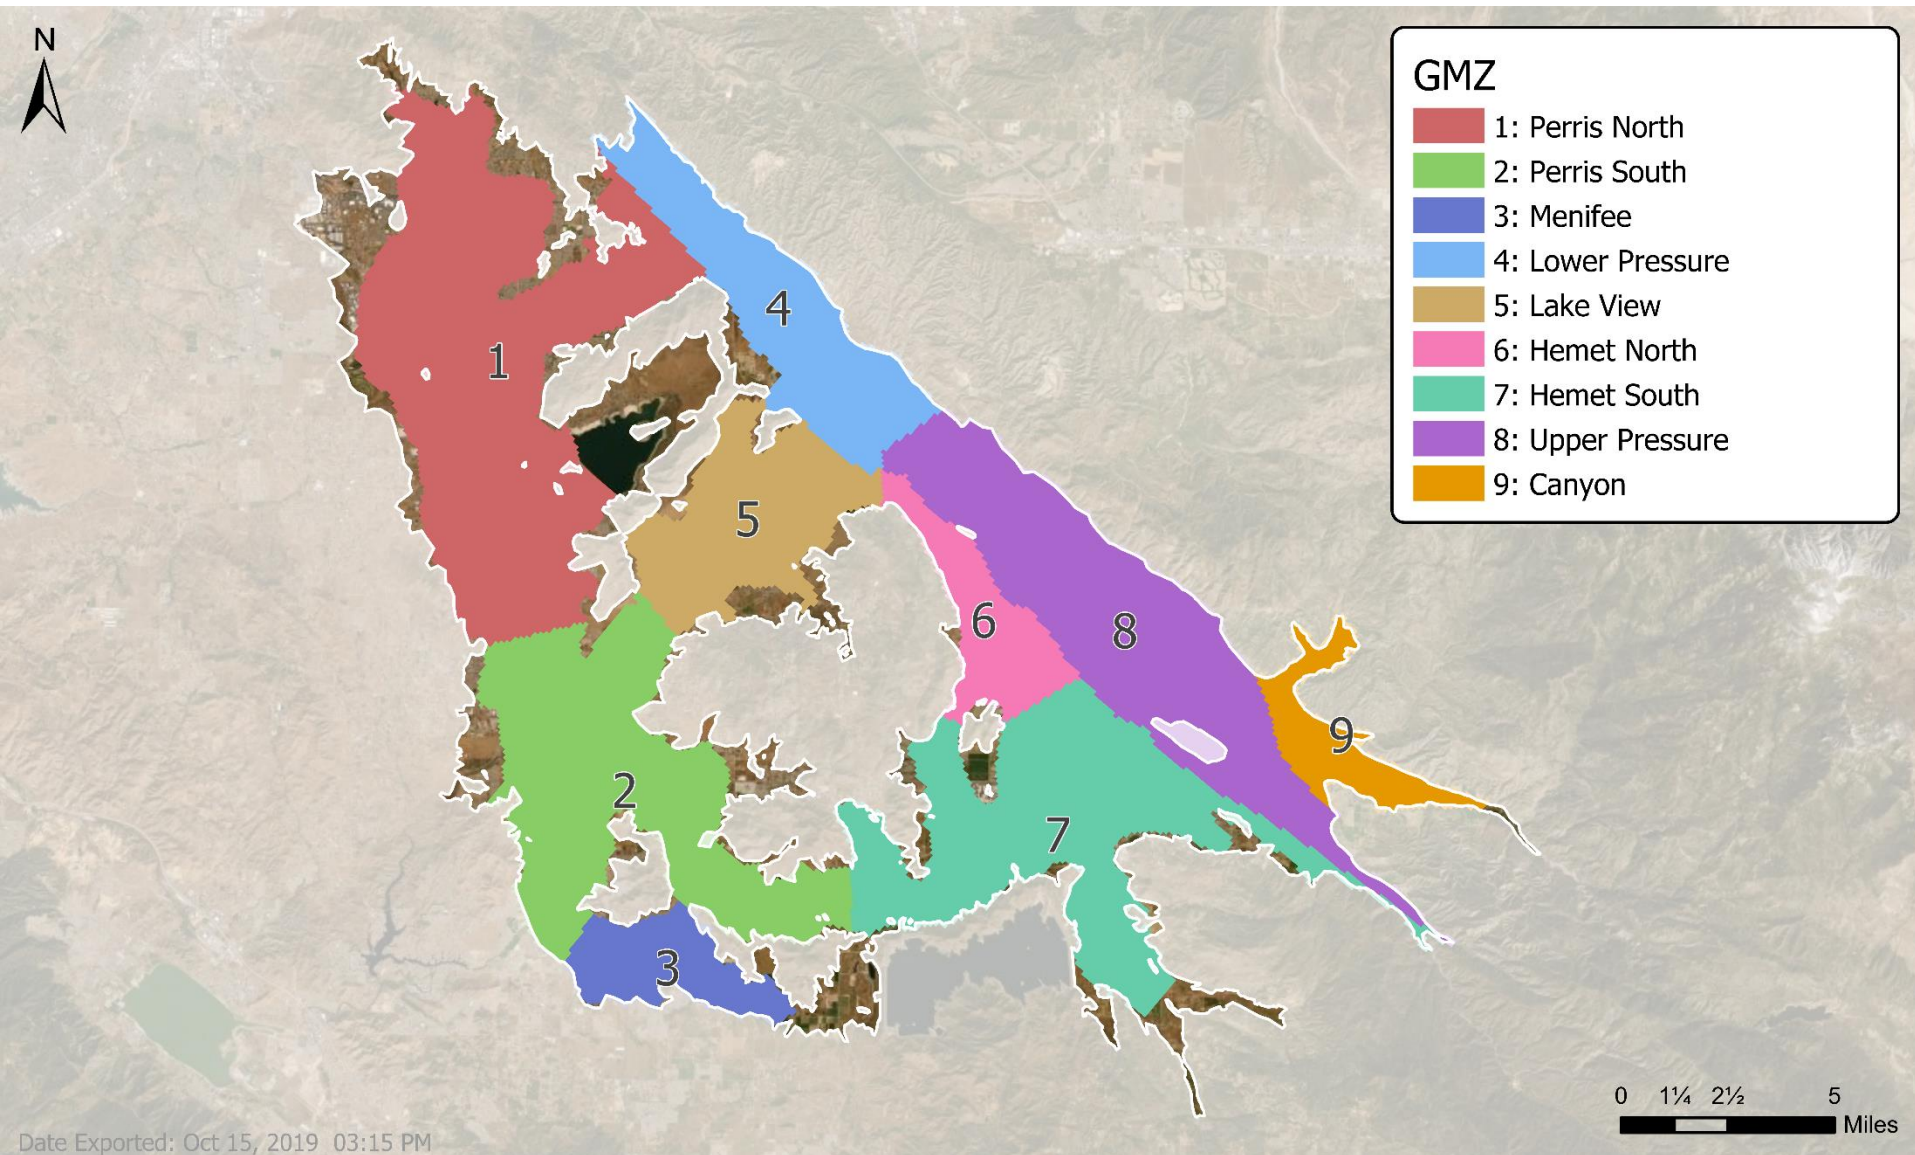 N
GMZ
1: Perris North
2: Perris South
3: Menifee
4: Lower Pressure
5: Lake View
6: Hemet North
7: Hemet South
8: Upper Pressure
9: Canyon
4
1
5
6
8
9
2
7
3
0 1¼ 2½ 5
Miles
Date Exported: Oct 15, 2019 03:15 PM